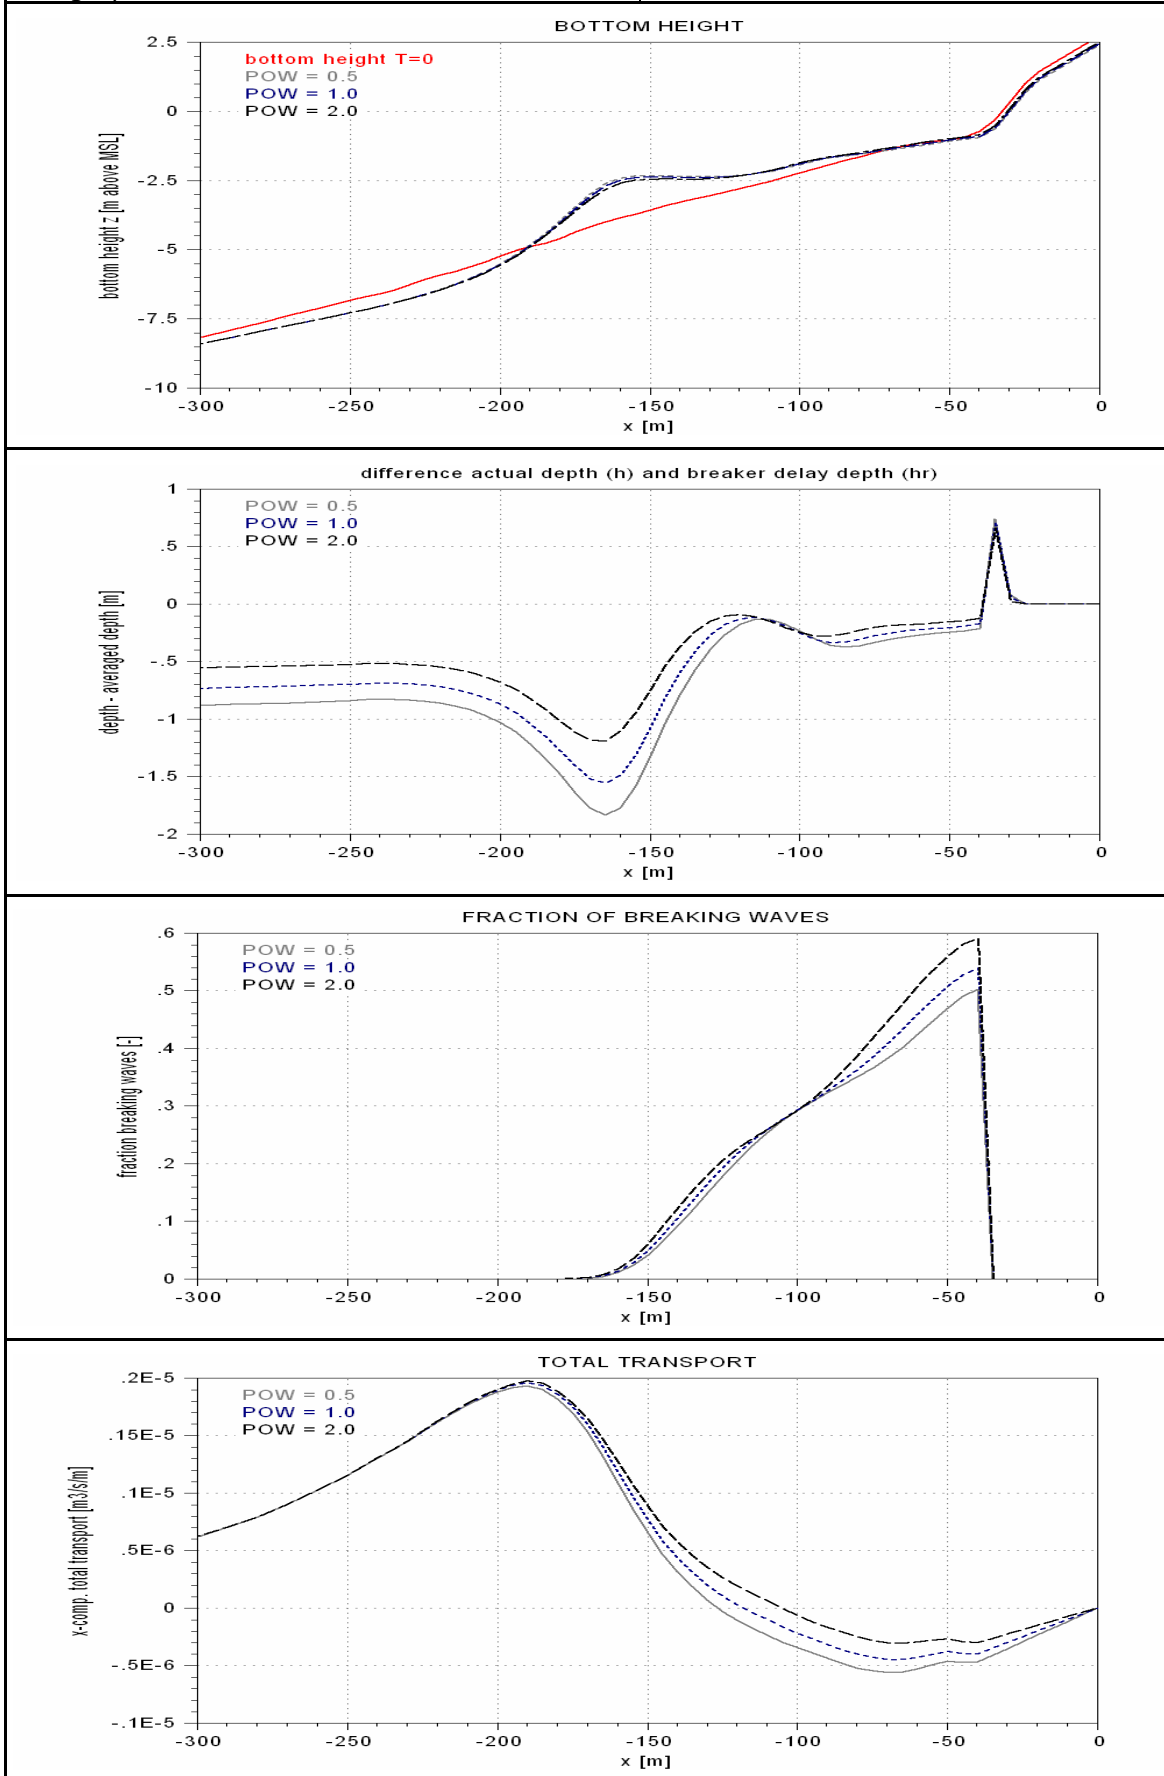 BOTTOM HEIGHT
2.5
0
-2.5
-5
-7.5
-10
bottom height z [m above MSL]
bottom height T=0
POW = 0.5
POW = 1.0
POW = 2.0
-300 -250 -200 -150 -100 -50 0
x [m]
difference actual depth (h) and breaker delay depth (hr)
1
.5
0
-.5
-1
-1.5
-2
depth - averaged depth [m]
POW = 0.5
POW = 1.0
POW = 2.0
-300 -250 -200 -150 -100 -50 0
x [m]
FRACTION OF BREAKING WAVES
.6
.5
.4
.3
.2
.1
0
fraction breaking waves [-]
POW = 0.5
POW = 1.0
POW = 2.0
-300 -250 -200 -150 -100 -50 0
x [m]
TOTAL TRANSPORT
.2E-5
.15E-5
.1E-5
.5E-6
0
-.5E-6
-.1E-5
x-comp. total transport [m3/s/m]
POW = 0.5
POW = 1.0
POW = 2.0
-300 -250 -200 -150 -100 -50 0
x [m]